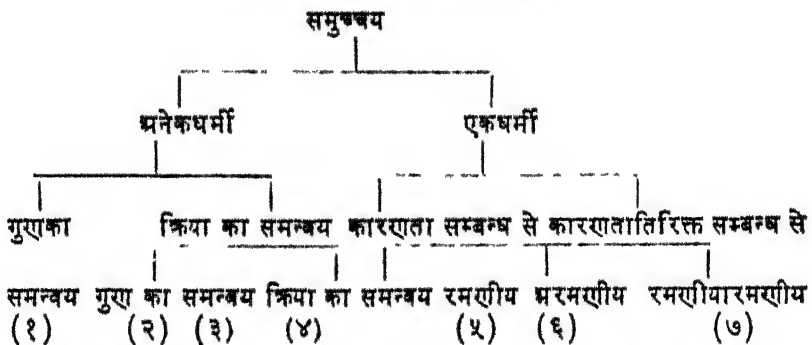 समुच्चय
अनेकधर्मी एकधर्मी
गुणका क्रिया का समन्वय कारणता सम्बन्ध से कारणतातिरिक्त सम्बन्ध से
समन्वय गुण का समन्वय क्रिया का समन्वय रमणीय अरमणीय रमणीयारमणीय
(१) (२) (३) (४) (५) (६) (७)